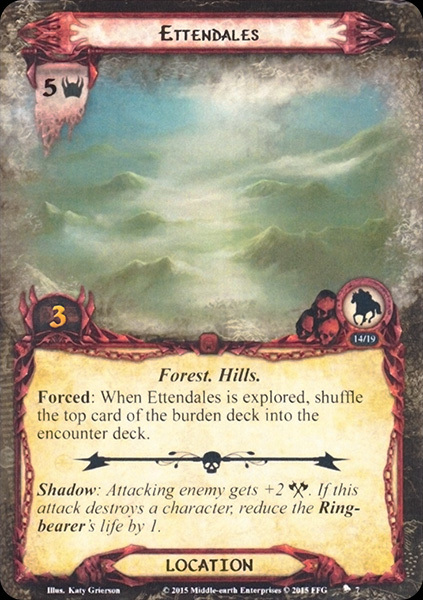 Ettendales
5
3
14/19
Forest. Hills.
Forced: When Ettendales is explored, shuffle
the top card of the burden deck into the
encounter deck.
Shadow: Attacking enemy gets +2 . If this
attack destroys a character, reduce the Ring-
bearer's life by 1.
LOCATION
Illus. Katy Grierson © 2015 Middle-earth Enterprises © 2015 FFG 7